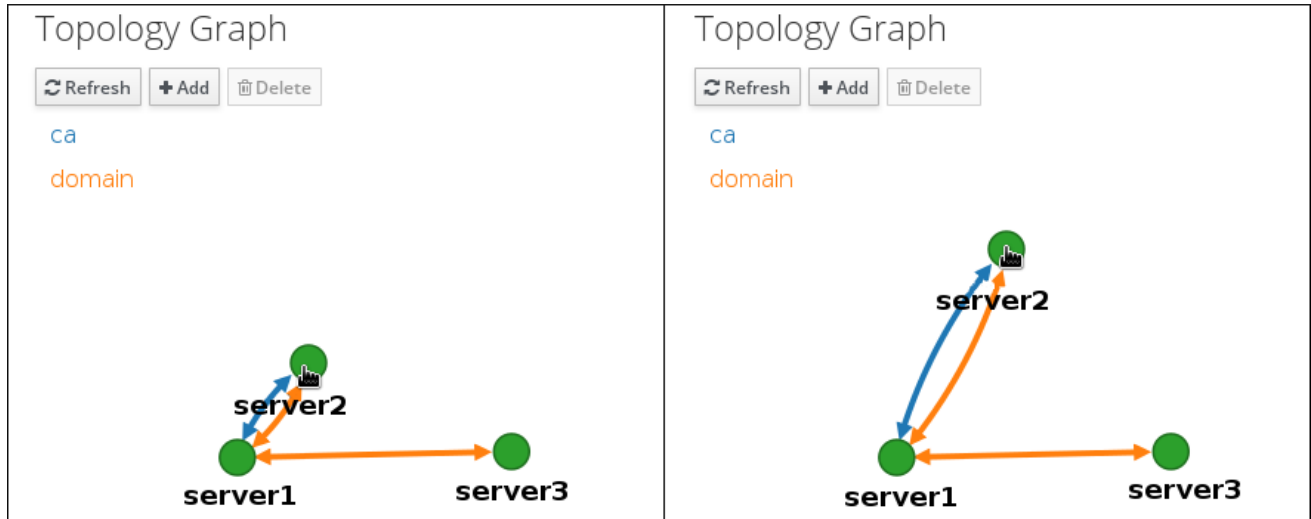 Topology Graph
Refresh Add Delete
ca
domain
server2
server1
server3
Topology Graph
Refresh Add Delete
ca
domain
server2
server1
server3